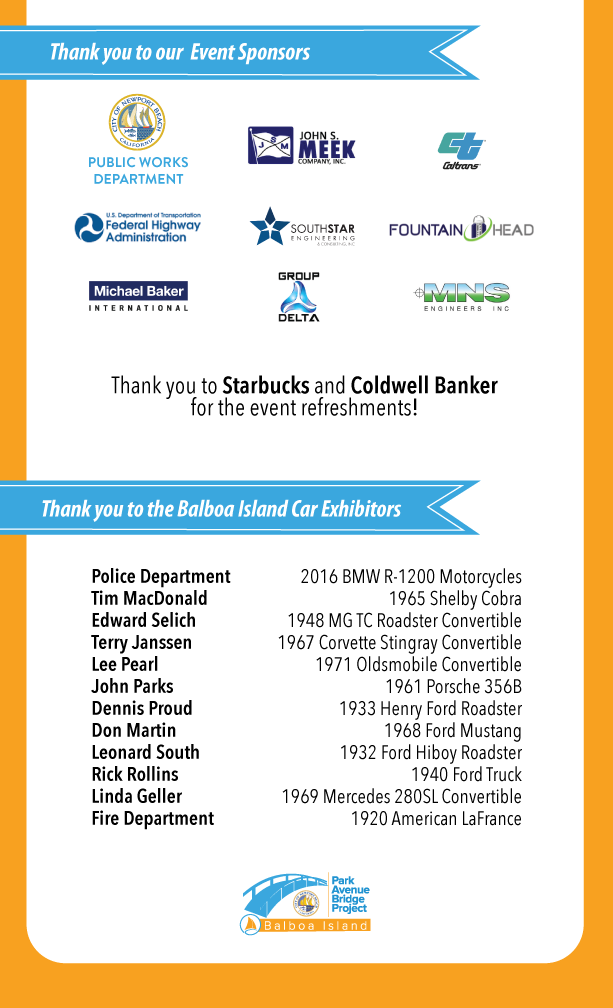 Thank you to our Event Sponsors
CITY OF NEWPORT BEACH
CALIFORNIA
PUBLIC WORKS
DEPARTMENT
J S M
JOHN S.
MEEK
COMPANY, INC.
ct
Caltrans
U.S. Department of Transportation
Federal Highway
Administration
SOUTHSTAR
ENGINEERING
& CONSULTING, INC
FOUNTAIN HEAD
Michael Baker
INTERNATIONAL
GROUP
DELTA
MNS
ENGINEERS INC
Thank you to Starbucks and Coldwell Banker
for the event refreshments!
Thank you to the Balboa Island Car Exhibitors
Police Department 2016 BMW R-1200 Motorcycles
Tim MacDonald 1965 Shelby Cobra
Edward Selich 1948 MG TC Roadster Convertible
Terry Janssen 1967 Corvette Stingray Convertible
Lee Pearl 1971 Oldsmobile Convertible
John Parks 1961 Porsche 356B
Dennis Proud 1933 Henry Ford Roadster
Don Martin 1968 Ford Mustang
Leonard South 1932 Ford Hiboy Roadster
Rick Rollins 1940 Ford Truck
Linda Geller 1969 Mercedes 280SL Convertible
Fire Department 1920 American LaFrance
Park
Avenue
Bridge
Project
Balboa Island